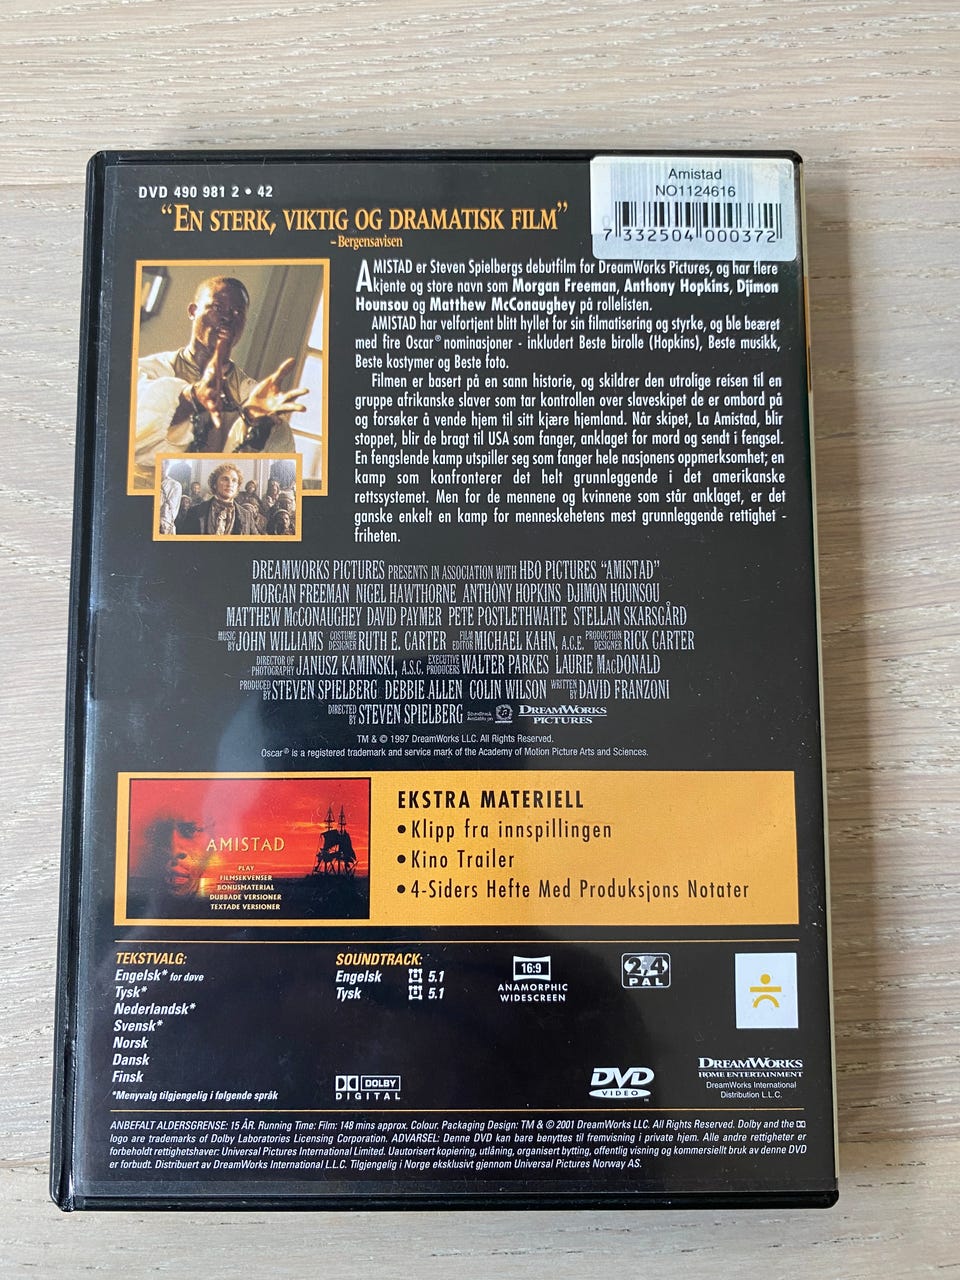 Amistad
NO1124616
7 332504 000372
DVD 490 981 2 • 42
“EN STERK, VIKTIG OG DRAMATISK FILM”
–Bergensavisen
AMISTAD er Steven Spielbergs debutfilm for DreamWorks Pictures, og har flere
kjente og store navn som Morgan Freeman, Anthony Hopkins, Djimon
Hounsou og Matthew McConaughey på rollelisten.
AMISTAD har velfortjent blitt hyllet for sin filmatisering og styrke, og ble beæret
med fire Oscar® nominasjoner - inkludert Beste birolle (Hopkins), Beste musikk,
Beste kostymer og Beste foto.
Filmen er basert på en sann historie, og skildrer den utrolige reisen til en
gruppe afrikanske slaver som tar kontrollen over slaveskipet de er ombord på
og forsøker å vende hjem til sitt kjære hjemland. Når skipet, La Amistad, blir
stoppet, blir de bragt til USA som fanger, anklaget for mord og sendt i fengsel.
En fengslende kamp utspiller seg som fanger hele nasjonens oppmerksomhet; en
kamp som konfronterer det helt grunnleggende i det amerikanske
rettssystemet. Men for de mennene og kvinnene som står anklaget, er det
ganske enkelt en kamp for menneskehetens mest grunnleggende rettighet -
friheten.
DREAMWORKS PICTURES PRESENTS IN ASSOCIATION WITH HBO PICTURES “AMISTAD”
MORGAN FREEMAN NIGEL HAWTHORNE ANTHONY HOPKINS DJIMON HOUNSOU
MATTHEW McCONAUGHEY DAVID PAYMER PETE POSTLETHWAITE STELLAN SKARSGÅRD
MUSIC BY JOHN WILLIAMS COSTUME DESIGNER RUTH E. CARTER FILM EDITOR MICHAEL KAHN, A.C.E. PRODUCTION DESIGNER RICK CARTER
DIRECTOR OF PHOTOGRAPHY JANUSZ KAMINSKI, A.S.C. EXECUTIVE PRODUCERS WALTER PARKES LAURIE MacDONALD
PRODUCED BY STEVEN SPIELBERG DEBBIE ALLEN COLIN WILSON WRITTEN BY DAVID FRANZONI
DIRECTED BY STEVEN SPIELBERG Soundtrack Available on DREAMWORKS PICTURES
TM & © 1997 DreamWorks LLC. All Rights Reserved.
Oscar® is a registered trademark and service mark of the Academy of Motion Picture Arts and Sciences.
AMISTAD
PLAY
FILMSEKVENSER
BONUSMATERIAL
DUBBADE VERSIONER
TEXTADE VERSIONER
EKSTRA MATERIELL
• Klipp fra innspillingen
• Kino Trailer
• 4-Siders Hefte Med Produksjons Notater
TEKSTVALG:
Engelsk* for døve
Tysk*
Nederlandsk*
Svensk*
Norsk
Dansk
Finsk
*Menyvalg tilgjengelig i følgende språk
SOUNDTRACK:
Engelsk 5.1
Tysk 5.1
DOLBY
DIGITAL
16:9
ANAMORPHIC
WIDESCREEN
2,4
PAL
DVD
VIDEO
DREAMWORKS
HOME ENTERTAINMENT
DreamWorks International
Distribution L.L.C.
ANBEFALT ALDERSGRENSE: 15 ÅR. Running Time: Film: 148 mins approx. Colour. Packaging Design: TM & © 2001 DreamWorks LLC. All Rights Reserved. Dolby and the
logo are trademarks of Dolby Laboratories Licensing Corporation. ADVARSEL: Denne DVD kan bare benyttes til fremvisning i private hjem. Alle andre rettigheter er
forbeholdt rettighetshaver: Universal Pictures International Limited. Uautorisert kopiering, utlåning, organisert bytting, offentlig visning og kommersiellt bruk av denne DVD
er forbudt. Distribuert av DreamWorks International L.L.C. Tilgjengelig i Norge eksklusivt gjennom Universal Pictures Norway AS.